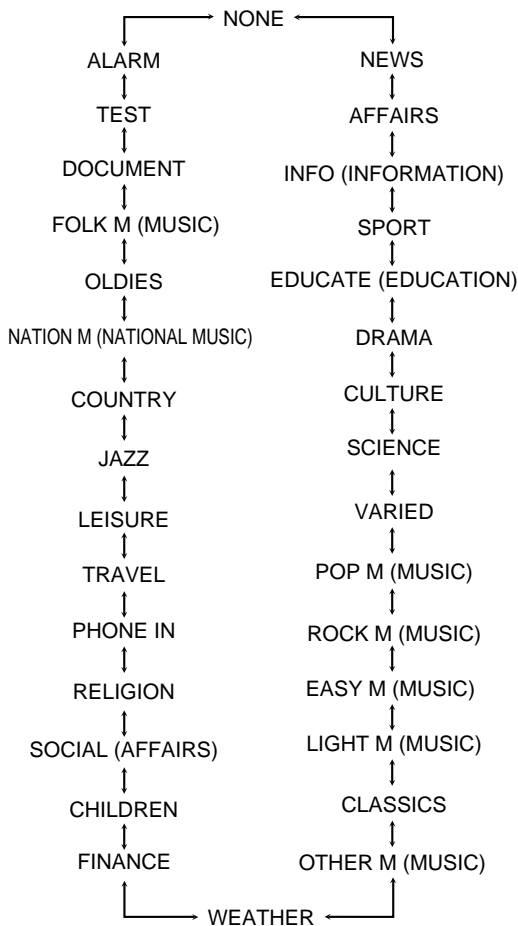 NONE
ALARM
TEST
DOCUMENT
FOLK M (MUSIC)
OLDIES
NATION M (NATIONAL MUSIC)
COUNTRY
JAZZ
LEISURE
TRAVEL
PHONE IN
RELIGION
SOCIAL (AFFAIRS)
CHILDREN
FINANCE
NEWS
AFFAIRS
INFO (INFORMATION)
SPORT
EDUCATE (EDUCATION)
DRAMA
CULTURE
SCIENCE
VARIED
POP M (MUSIC)
ROCK M (MUSIC)
EASY M (MUSIC)
LIGHT M (MUSIC)
CLASSICS
OTHER M (MUSIC)
WEATHER